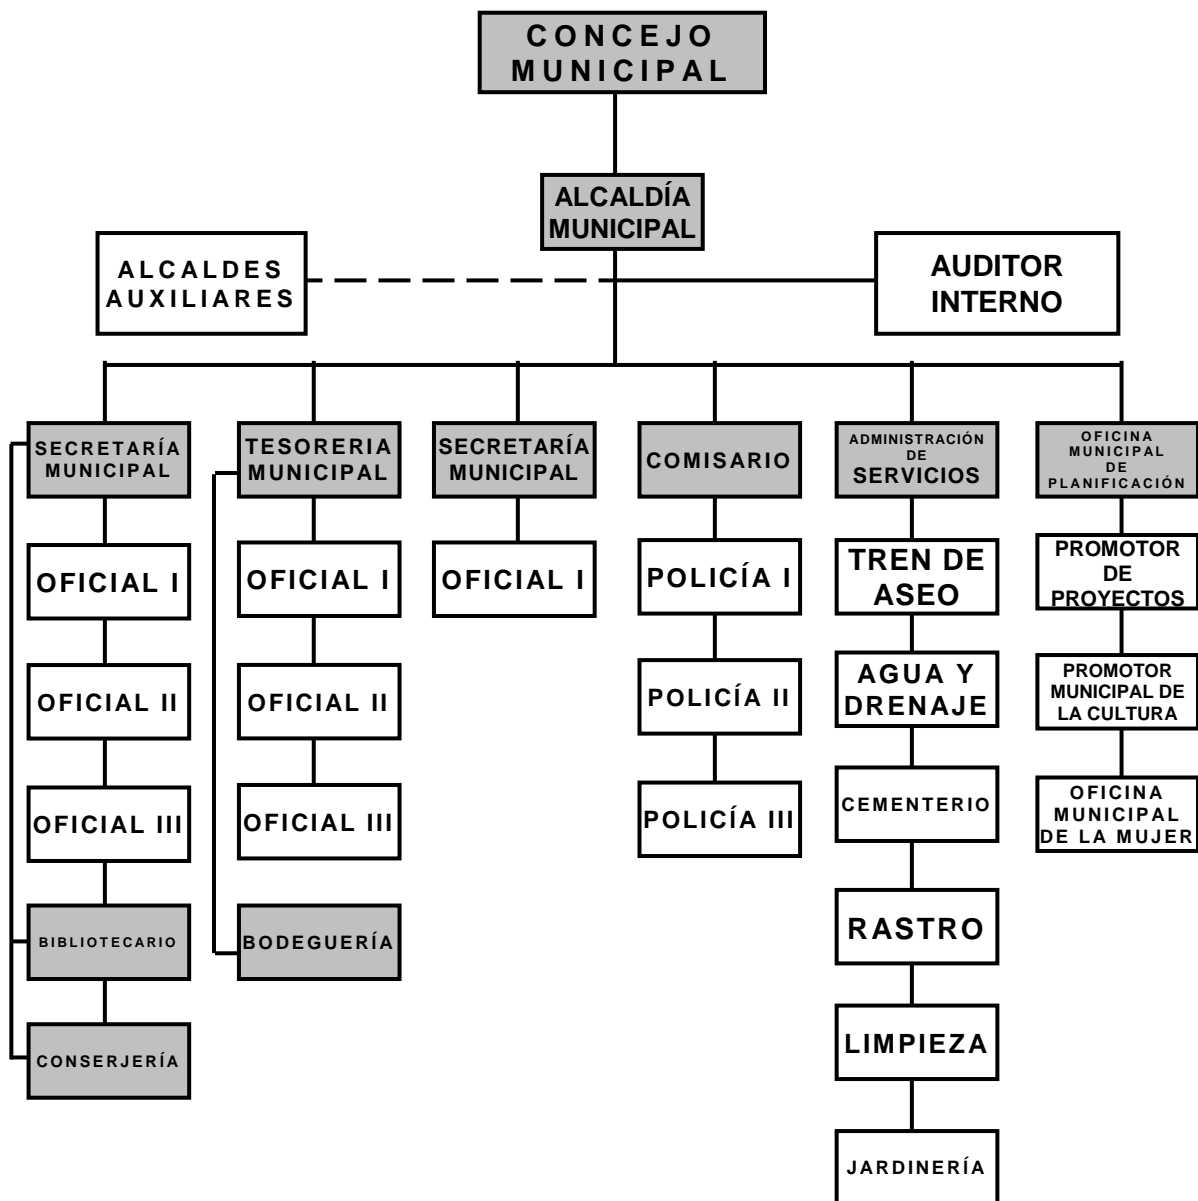 CONCEJO
MUNICIPAL
ALCALDÍA
MUNICIPAL
ALCALDES
AUXILIARES
AUDITOR
INTERNO
SECRETARÍA
MUNICIPAL
TESORERIA
MUNICIPAL
SECRETARÍA
MUNICIPAL
COMISARIO
ADMINISTRACIÓN
DE
SERVICIOS
OFICINA
MUNICIPAL
DE
PLANIFICACIÓN
OFICIAL I
OFICIAL I
OFICIAL I
POLICÍA I
TREN DE
ASEO
PROMOTOR
DE
PROYECTOS
OFICIAL II
OFICIAL II
POLICÍA II
AGUA Y
DRENAJE
PROMOTOR
MUNICIPAL DE
LA CULTURA
OFICIAL III
OFICIAL III
POLICÍA III
CEMENTERIO
OFICINA
MUNICIPAL
DE LA MUJER
BIBLIOTECARIO
BODEGUERÍA
RASTRO
CONSERJERÍA
LIMPIEZA
JARDINERÍA